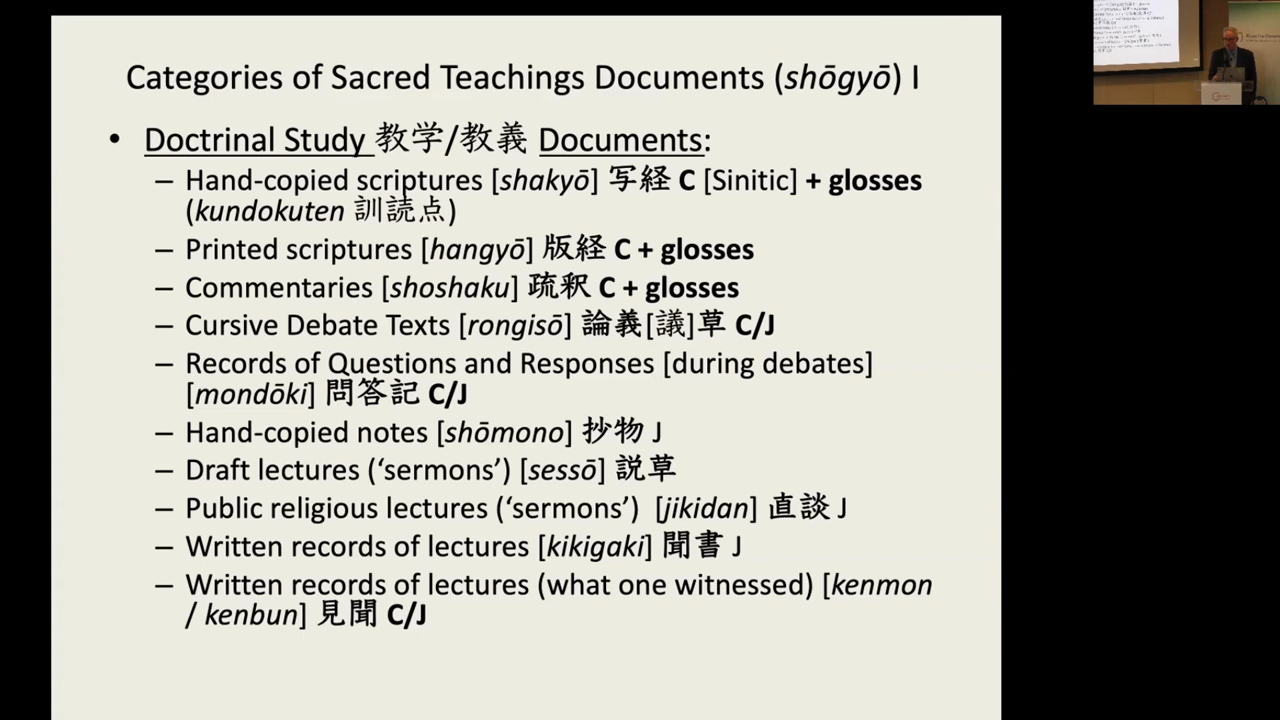 Categories of Sacred Teachings Documents (shōgyō) I
• Doctrinal Study 教学/教義 Documents:
– Hand-copied scriptures [shakyō] 写経 C [Sinitic] + glosses
(kundokuten 訓読点)
– Printed scriptures [hangyō] 版経 C + glosses
– Commentaries [shoshaku] 疏釈 C + glosses
– Cursive Debate Texts [rongisō] 論義[議]草 C/J
– Records of Questions and Responses [during debates]
[mondōki] 問答記 C/J
– Hand-copied notes [shōmono] 抄物 J
– Draft lectures (‘sermons’) [sessō] 説草
– Public religious lectures (‘sermons’) [jikidan] 直談 J
– Written records of lectures [kikigaki] 聞書 J
– Written records of lectures (what one witnessed) [kenmon
/ kenbun] 見聞 C/J